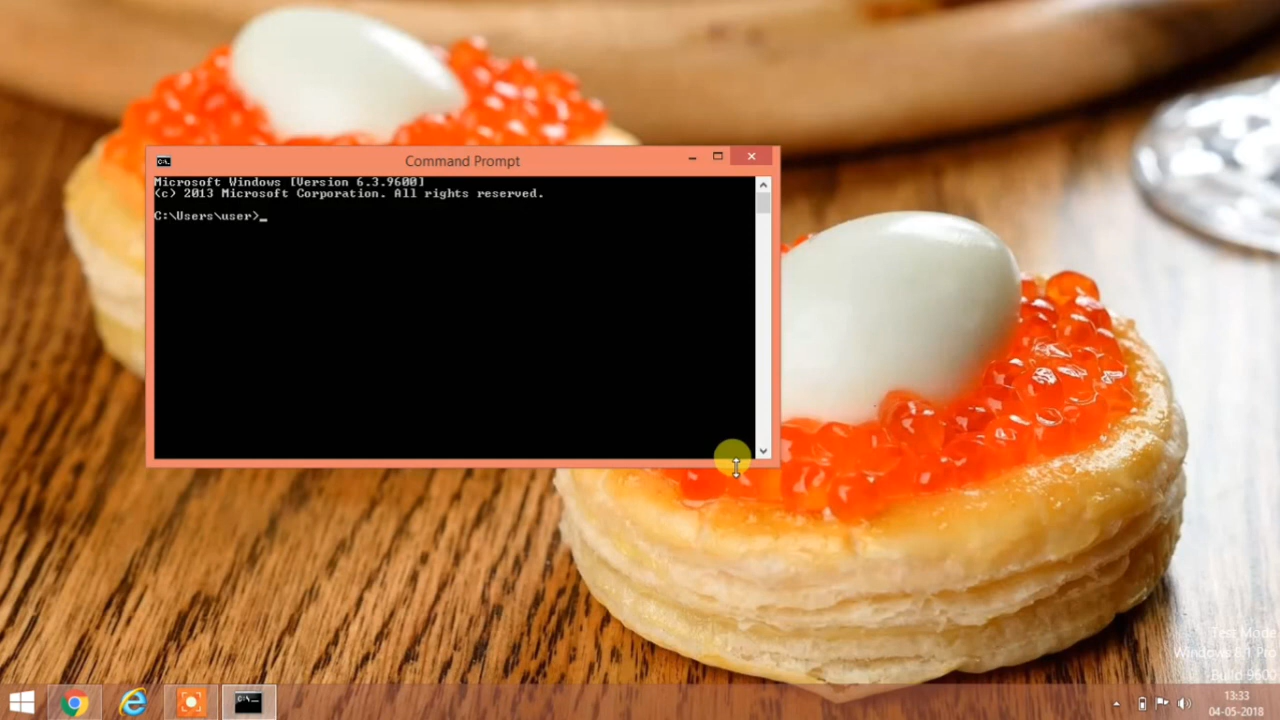 Command Prompt
Microsoft Windows [Version 6.3.9600]
(c) 2013 Microsoft Corporation. All rights reserved.
C:\Users\user>_
Test Mode
Windows 8.1 Pro
Build 9600
13:33
04-05-2018